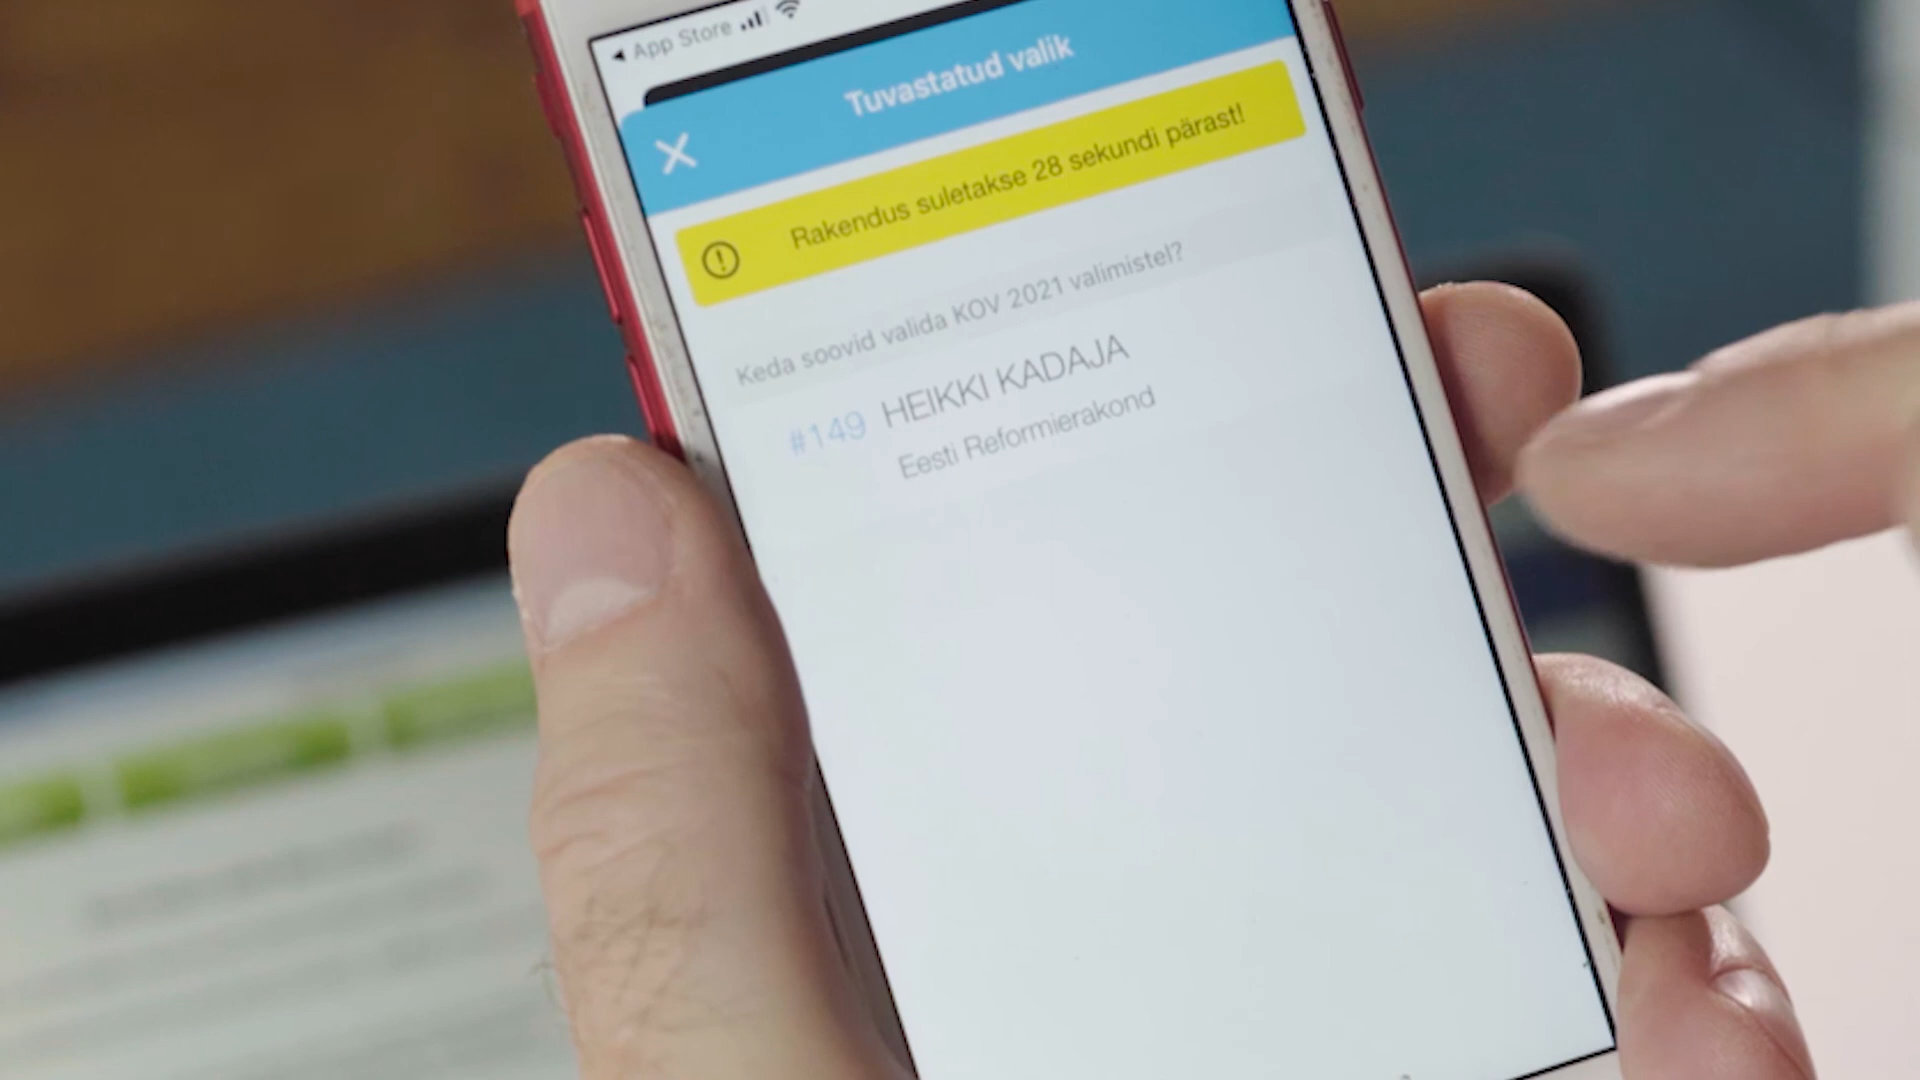 App Store
Tuvastatud valik
Rakendus suletakse 28 sekundi pärast!
Keda soovid valida KOV 2021 valimistel?
#149 HEIKKI KADAJA
Eesti Reformierakond